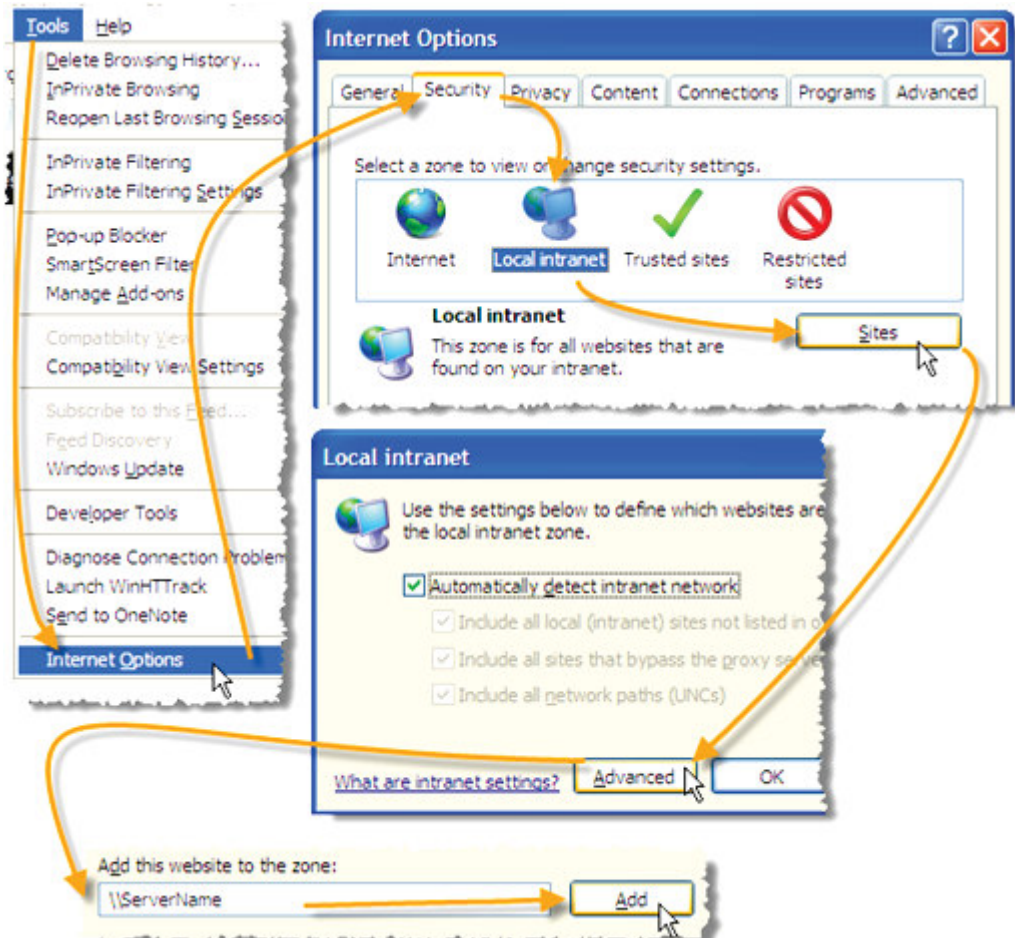 Tools Help
Delete Browsing History...
InPrivate Browsing
Reopen Last Browsing Sessio
InPrivate Filtering
InPrivate Filtering Settings
Pop-up Blocker
SmartScreen Filter
Manage Add-ons
Compatibility View
Compatibility View Settings
Subscribe to this Feed...
Feed Discovery
Windows Update
Developer Tools
Diagnose Connection Problem
Launch WinHTTrack
Send to OneNote
Internet Options
Internet Options
General Security Privacy Content Connections Programs Advanced
Select a zone to view or change security settings.
Internet
Local intranet
Trusted sites
Restricted
sites
Local intranet
This zone is for all websites that are
found on your intranet.
Sites
Local intranet
Use the settings below to define which websites are
the local intranet zone.
Automatically detect intranet network
Include all local (intranet) sites not listed in o
Include all sites that bypass the proxy serve
Include all network paths (UNCs)
What are intranet settings?
Advanced
OK
Add this website to the zone:
\\ServerName
Add